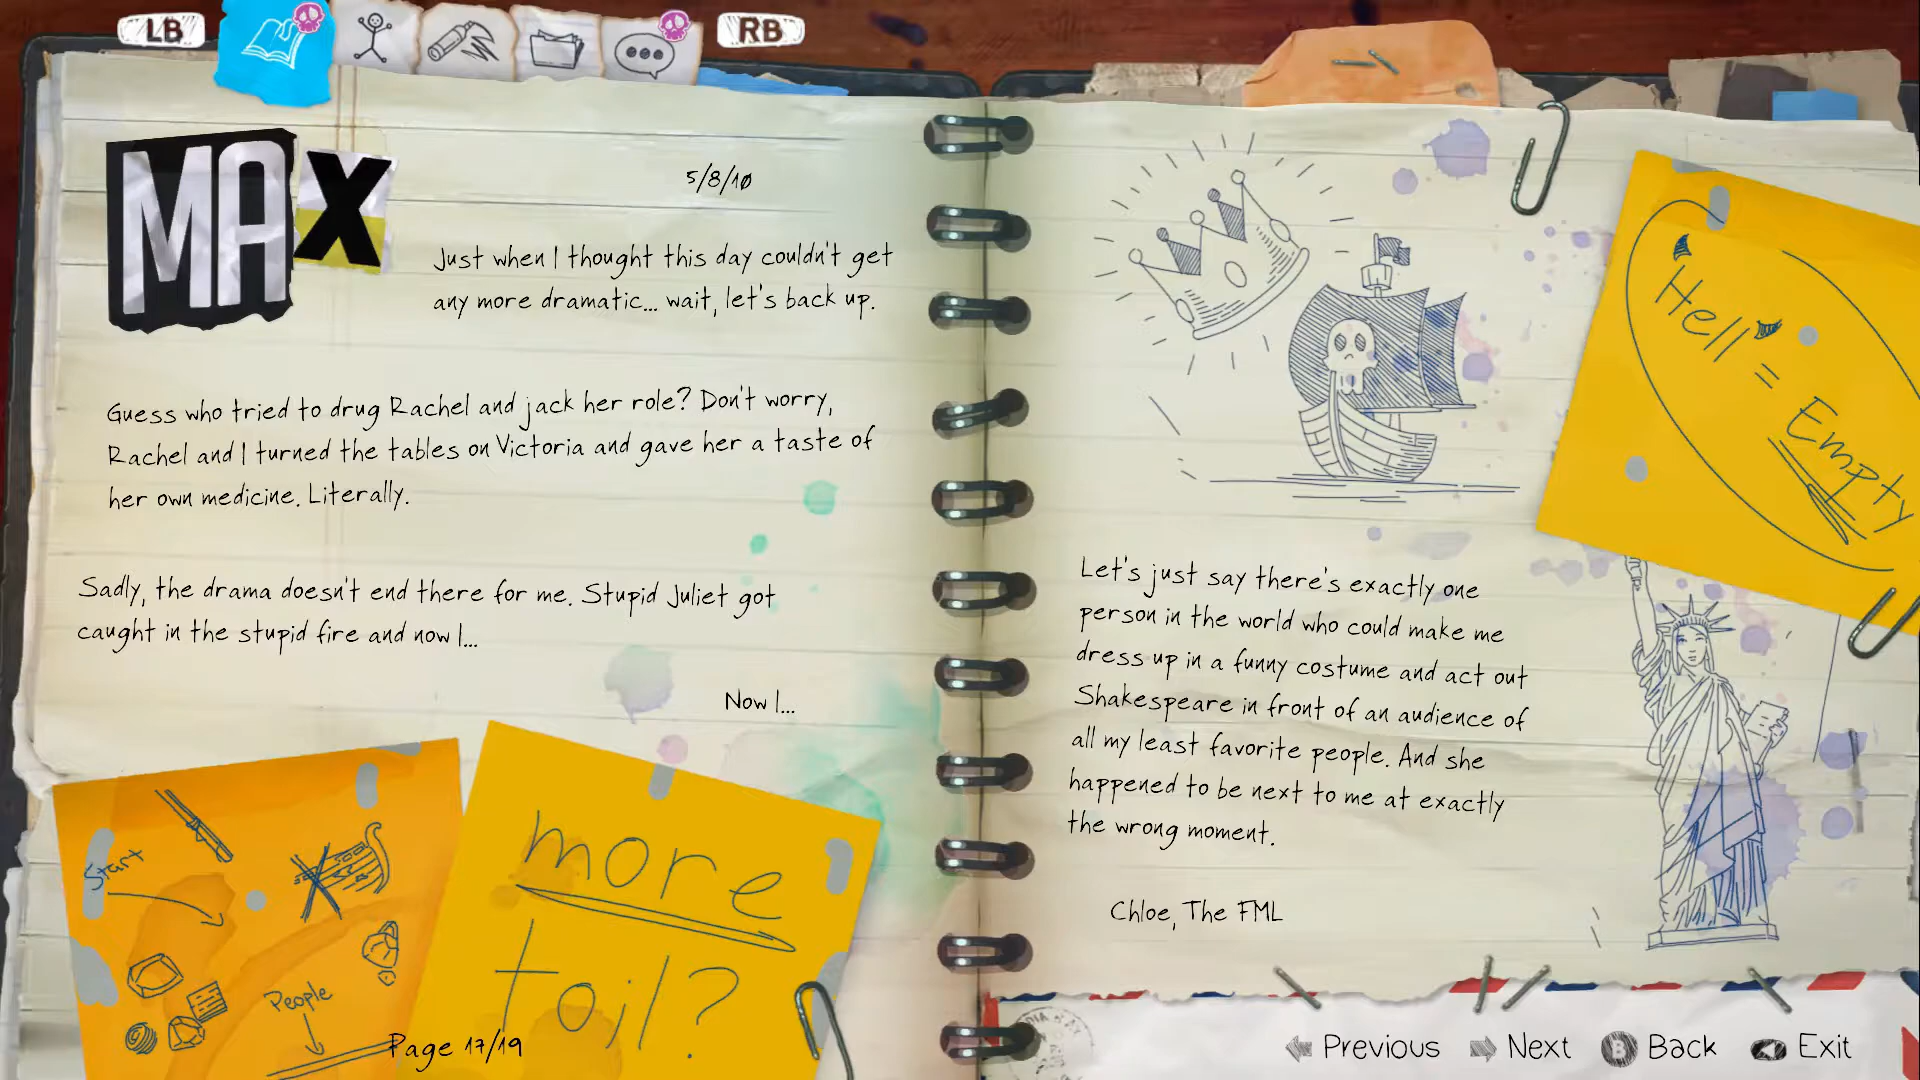 LB
RB
MAX
5/8/10
Just when I thought this day couldn't get
any more dramatic... wait, let's back up.
Guess who tried to drug Rachel and jack her role? Don't worry,
Rachel and I turned the tables on Victoria and gave her a taste of
her own medicine. Literally.
Sadly, the drama doesn't end there for me. Stupid Juliet got
caught in the stupid fire and now I...
Now I...
Start
People
more
toil?
Page 17/19
"Hell" =
Empty
Let's just say there's exactly one
person in the world who could make me
dress up in a funny costume and act out
Shakespeare in front of an audience of
all my least favorite people. And she
happened to be next to me at exactly
the wrong moment.
Chloe, The FML
Previous
Next
B Back
Exit